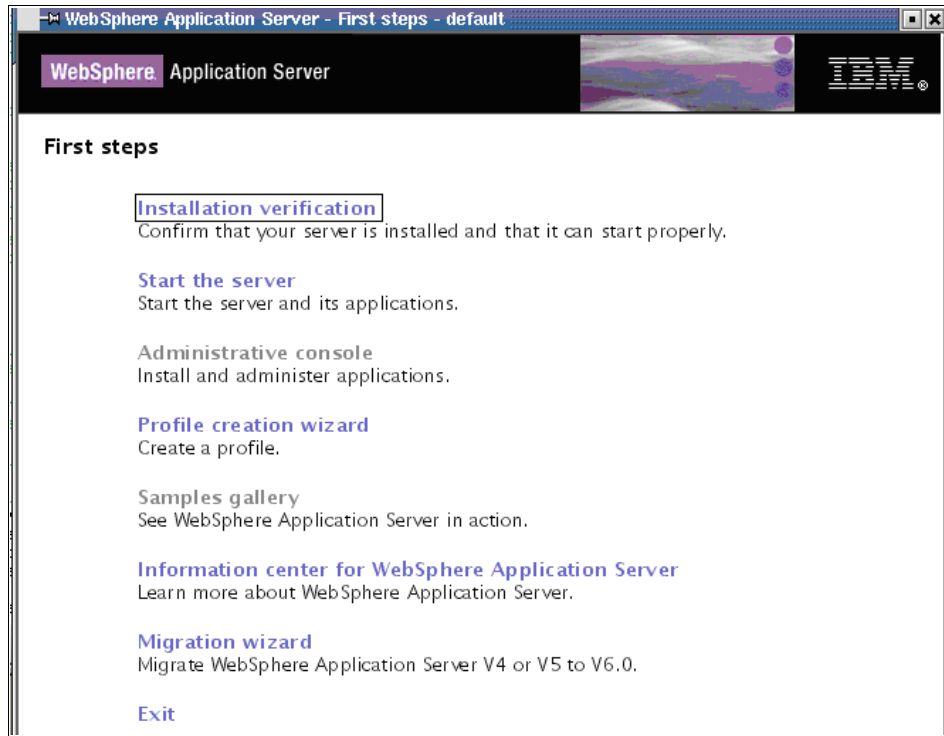 WebSphere Application Server - First steps - default
WebSphere Application Server
IBM®
First steps
Installation verification
Confirm that your server is installed and that it can start properly.
Start the server
Start the server and its applications.
Administrative console
Install and administer applications.
Profile creation wizard
Create a profile.
Samples gallery
See WebSphere Application Server in action.
Information center for WebSphere Application Server
Learn more about WebSphere Application Server.
Migration wizard
Migrate WebSphere Application Server V4 or V5 to V6.0.
Exit